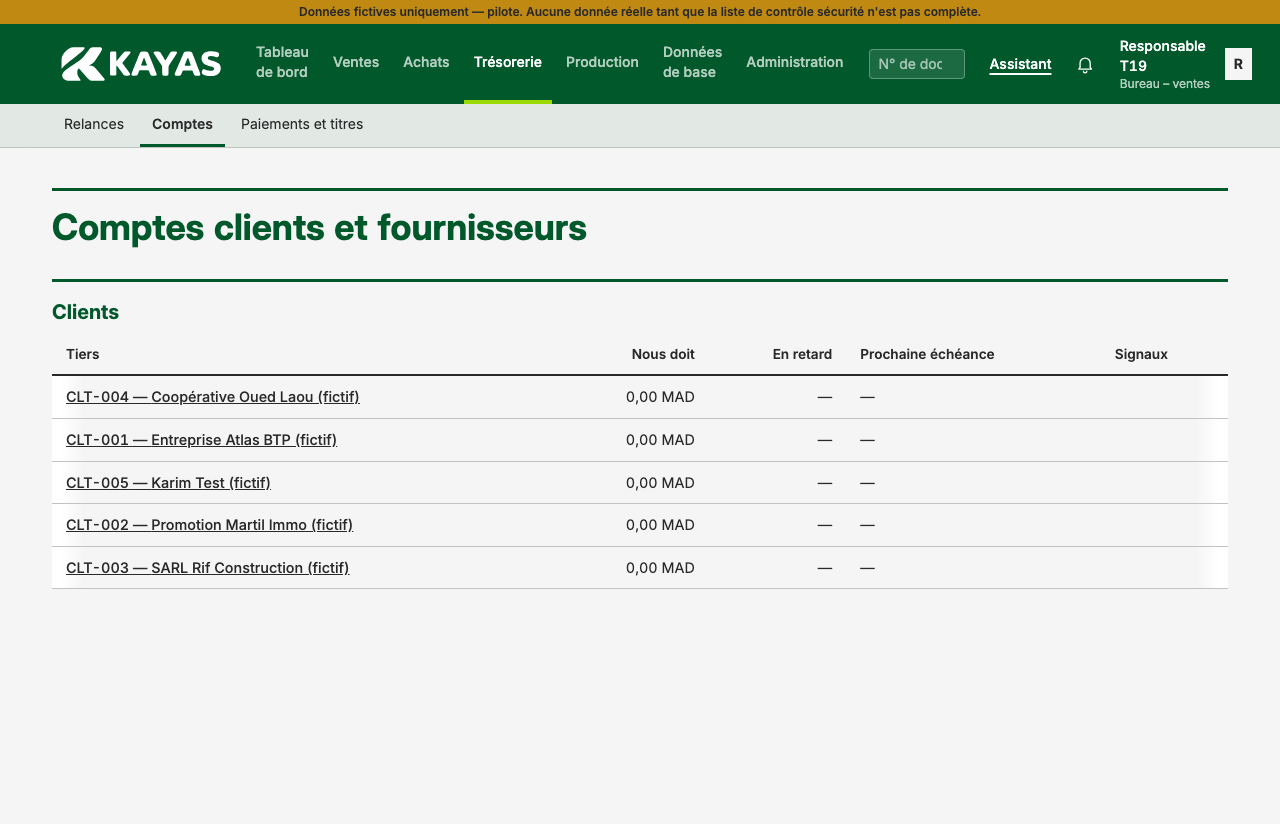 Données fictives uniquement — pilote. Aucune donnée réelle tant que la liste de contrôle sécurité n'est pas complète.
KAYAS
Tableau de bord
Ventes
Achats
Trésorerie
Production
Données de base
Administration
N° de doc
Assistant
Responsable T19
Bureau – ventes
R
Relances
Comptes
Paiements et titres
Comptes clients et fournisseurs
Clients
Tiers Nous doit En retard Prochaine échéance Signaux
CLT-004 — Coopérative Oued Laou (fictif) 0,00 MAD — —
CLT-001 — Entreprise Atlas BTP (fictif) 0,00 MAD — —
CLT-005 — Karim Test (fictif) 0,00 MAD — —
CLT-002 — Promotion Martil Immo (fictif) 0,00 MAD — —
CLT-003 — SARL Rif Construction (fictif) 0,00 MAD — —